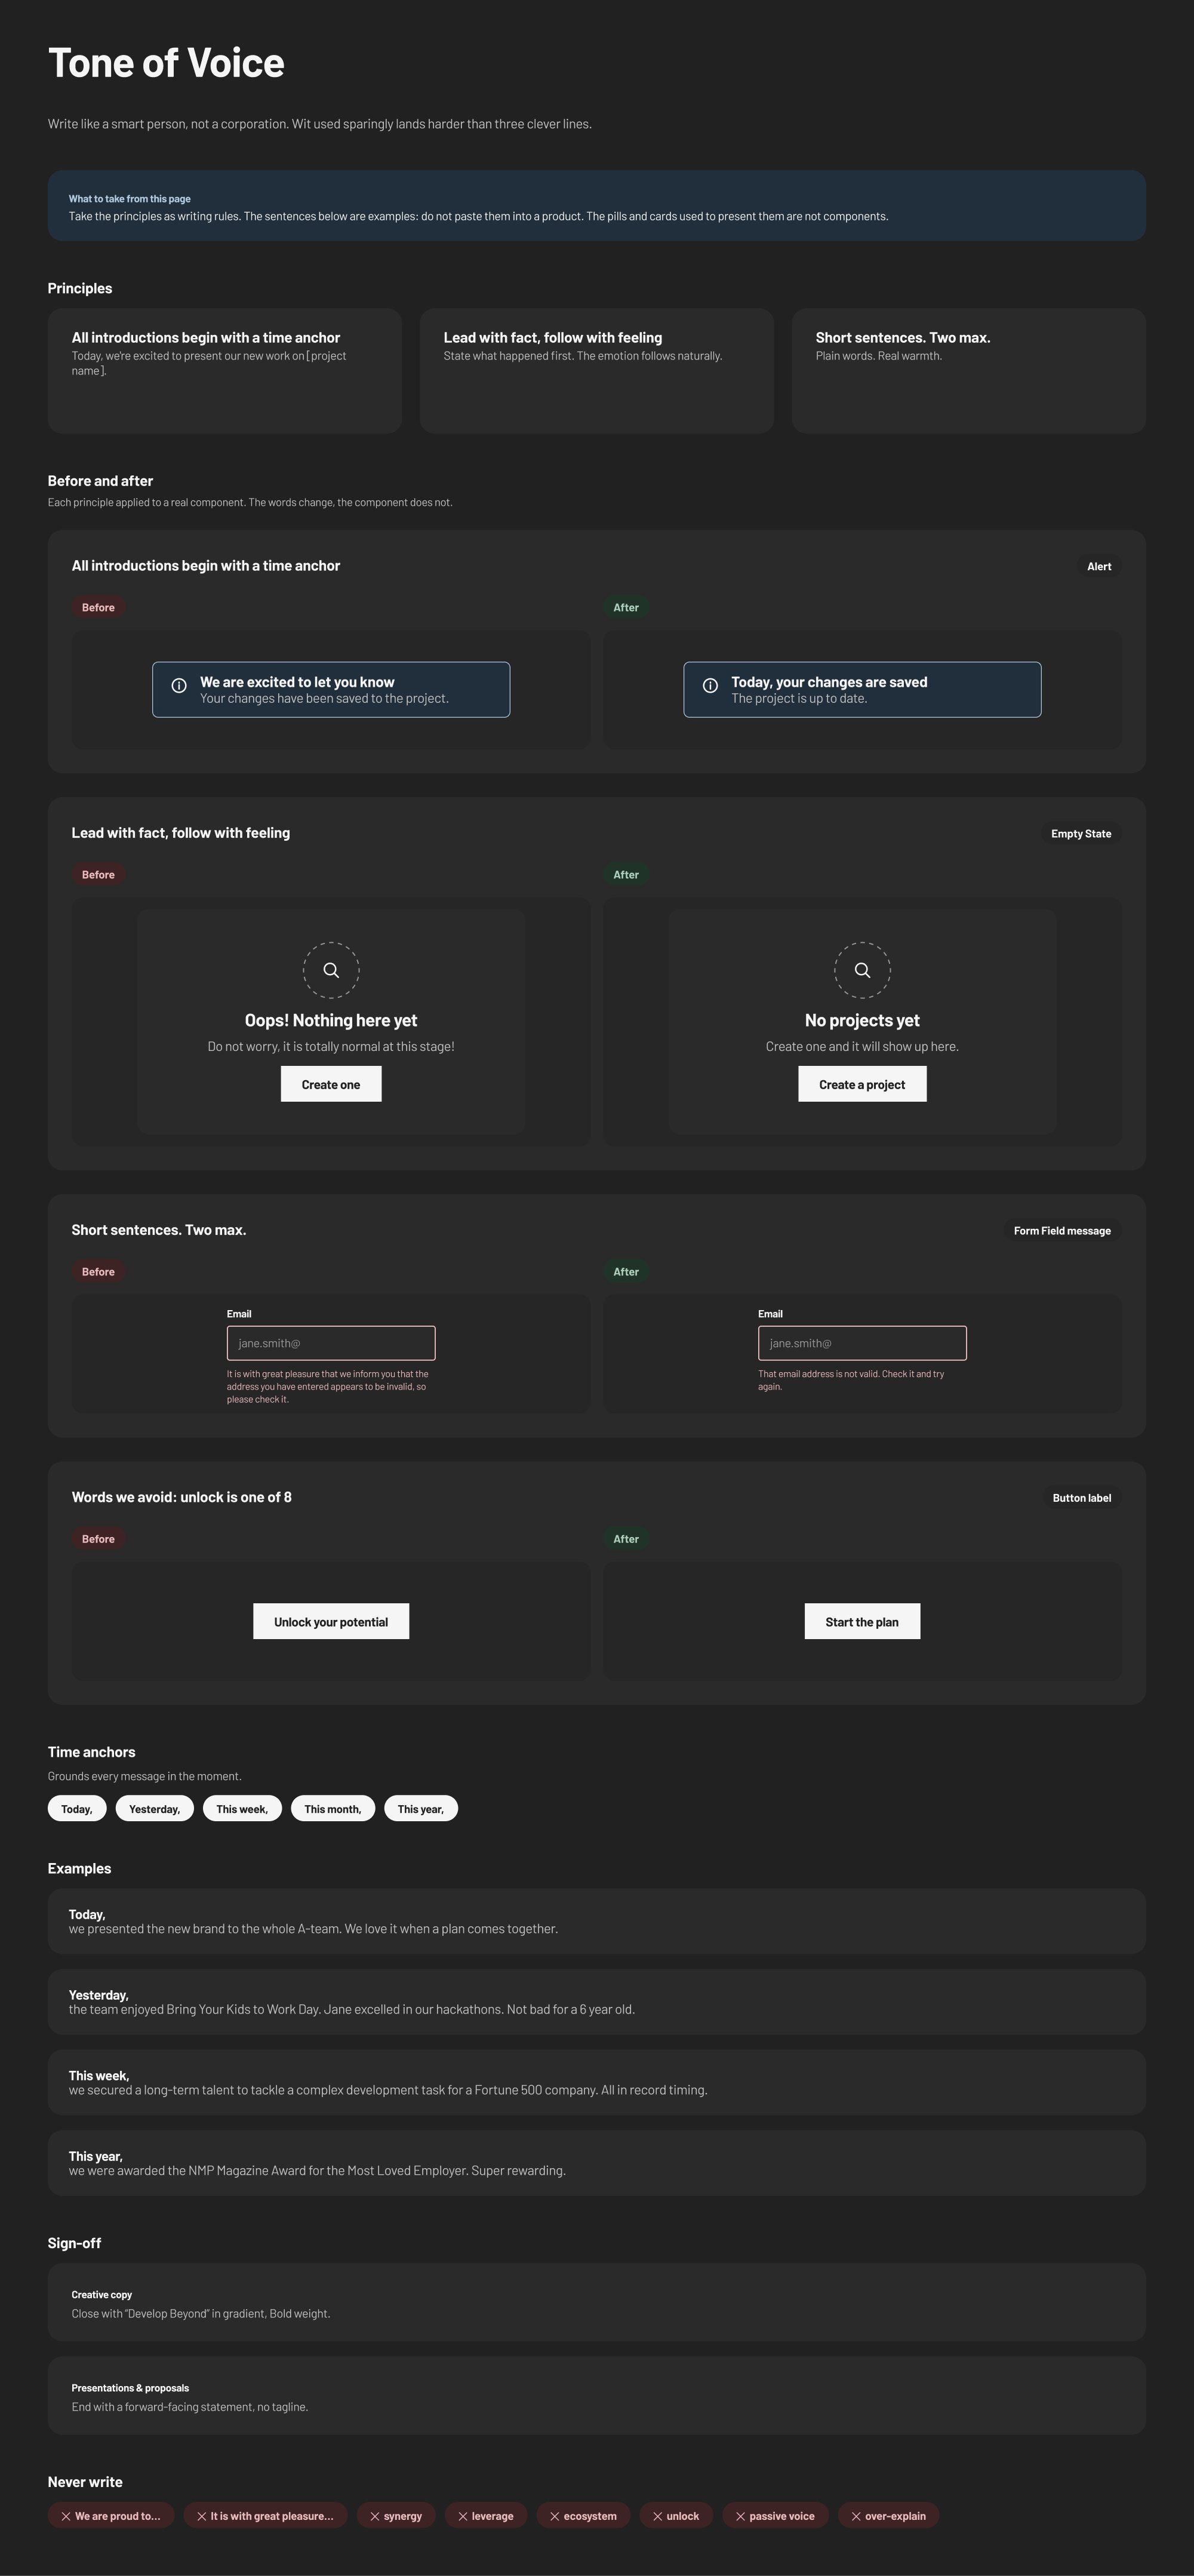 Tone of Voice
Write like a smart person, not a corporation. Wit used sparingly lands harder than three clever lines.
What to take from this page
Take the principles as writing rules. The sentences below are examples: do not paste them into a product. The pills and cards used to present them are not components.
Principles
All introductions begin with a time anchor
Today, we're excited to present our new work on [project
name].
Lead with fact, follow with feeling
State what happened first. The emotion follows naturally.
Short sentences. Two max.
Plain words. Real warmth.
Before and after
Each principle applied to a real component. The words change, the component does not.
All introductions begin with a time anchor
Alert
Before
We are excited to let you know
Your changes have been saved to the project.
After
Today, your changes are saved
The project is up to date.
Lead with fact, follow with feeling
Empty State
Before
Oops! Nothing here yet
Do not worry, it is totally normal at this stage!
Create one
After
No projects yet
Create one and it will show up here.
Create a project
Short sentences. Two max.
Form Field message
Before
Email
jane.smith@
It is with great pleasure that we inform you that the
address you have entered appears to be invalid, so
please check it.
After
Email
jane.smith@
That email address is not valid. Check it and try
again.
Words we avoid: unlock is one of 8
Button label
Before
Unlock your potential
After
Start the plan
Time anchors
Grounds every message in the moment.
Today,
Yesterday,
This week,
This month,
This year,
Examples
Today,
we presented the new brand to the whole A-team. We love it when a plan comes together.
Yesterday,
the team enjoyed Bring Your Kids to Work Day. Jane excelled in our hackathons. Not bad for a 6 year old.
This week,
we secured a long-term talent to tackle a complex development task for a Fortune 500 company. All in record timing.
This year,
we were awarded the NMP Magazine Award for the Most Loved Employer. Super rewarding.
Sign-off
Creative copy
Close with "Develop Beyond" in gradient, Bold weight.
Presentations & proposals
End with a forward-facing statement, no tagline.
Never write
We are proud to...
It is with great pleasure...
synergy
leverage
ecosystem
unlock
passive voice
over-explain